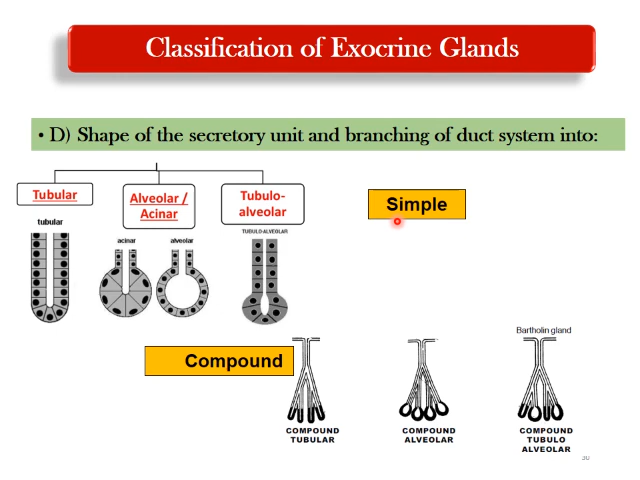 Classification of Exocrine Glands
• D) Shape of the secretory unit and branching of duct system into:
Tubular
Alveolar /
Acinar
Tubulo-
alveolar
Simple
tubular
acinar
alveolar
TUBULO-ALVEOLAR
Bartholin gland
Compound
COMPOUND
TUBULAR
COMPOUND
ALVEOLAR
COMPOUND
TUBULO
ALVEOLAR